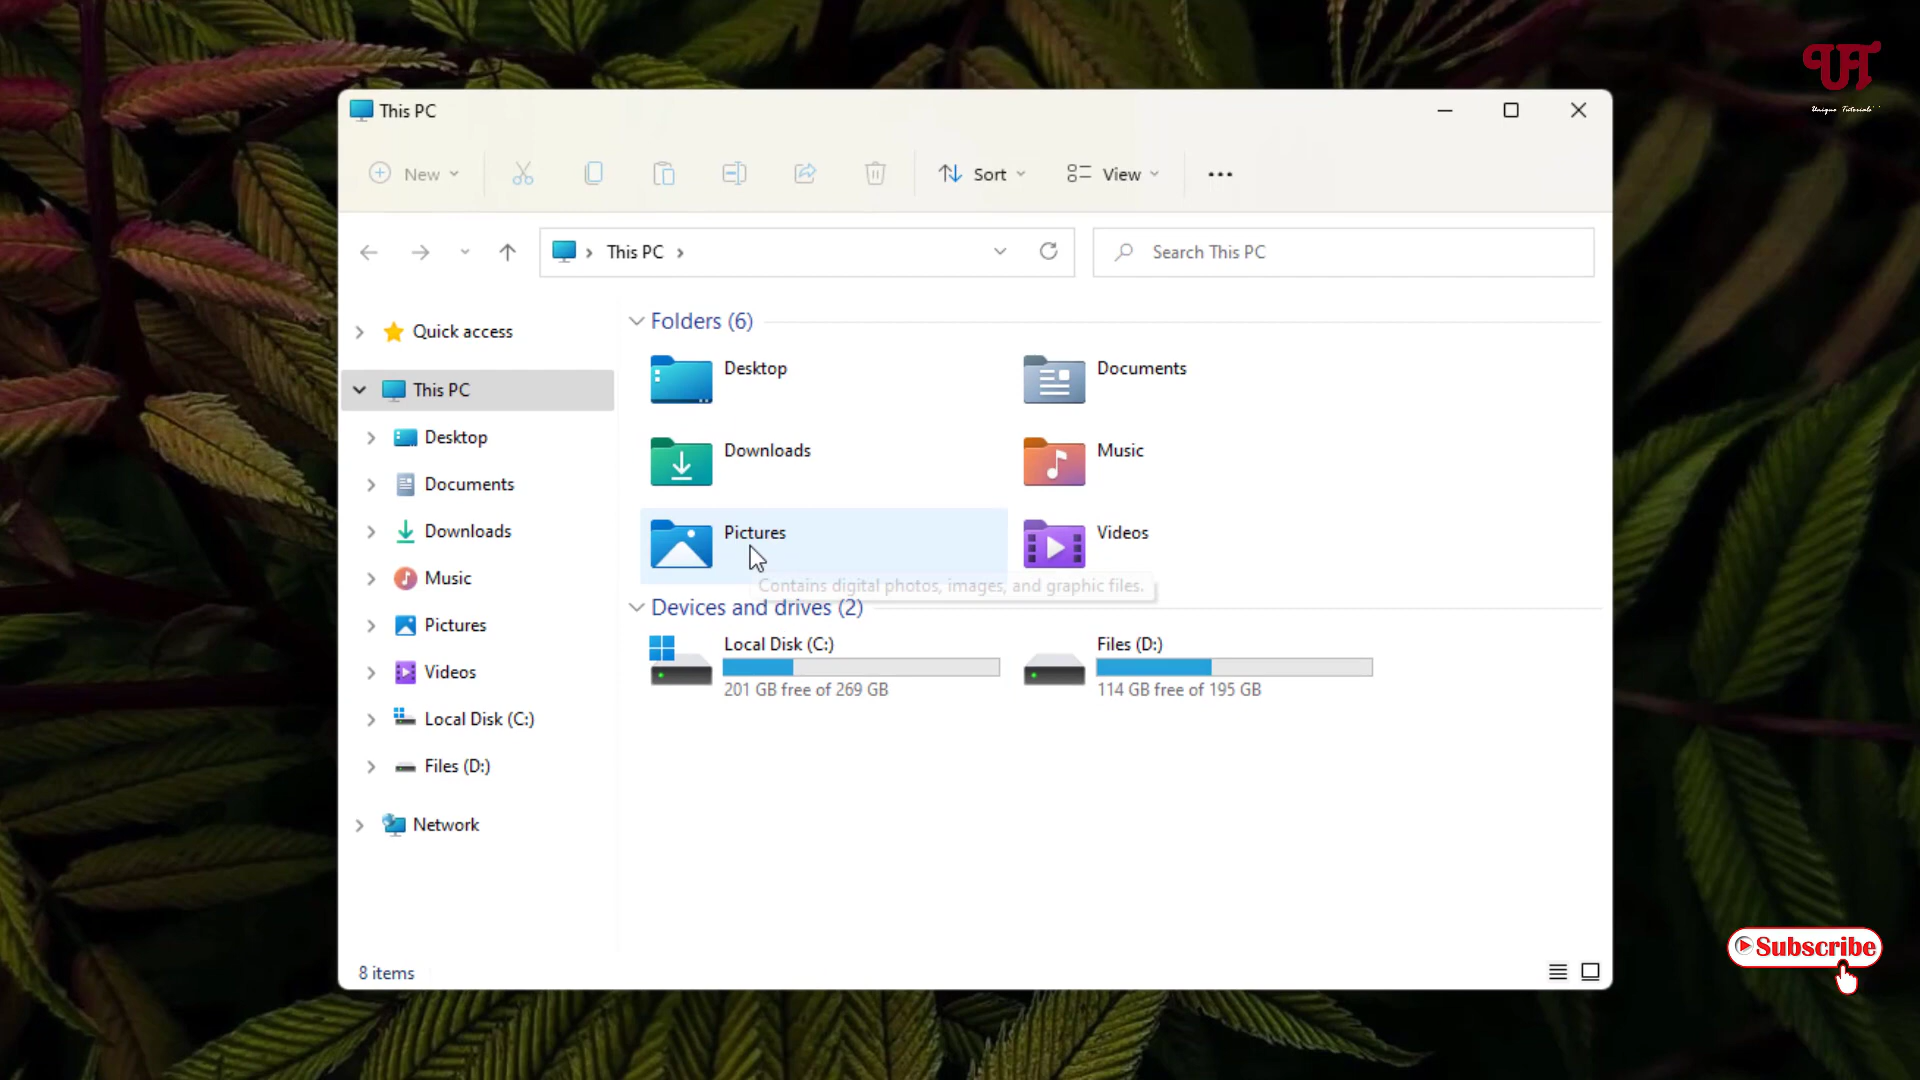 UT
Unique Tutorials
This PC
New
Sort
View
This PC
Search This PC
Quick access
This PC
Desktop
Documents
Downloads
Music
Pictures
Videos
Local Disk (C:)
Files (D:)
Network
Folders (6)
Desktop
Documents
Downloads
Music
Pictures
Videos
Contains digital photos, images, and graphic files.
Devices and drives (2)
Local Disk (C:)
201 GB free of 269 GB
Files (D:)
114 GB free of 195 GB
8 items
Subscribe